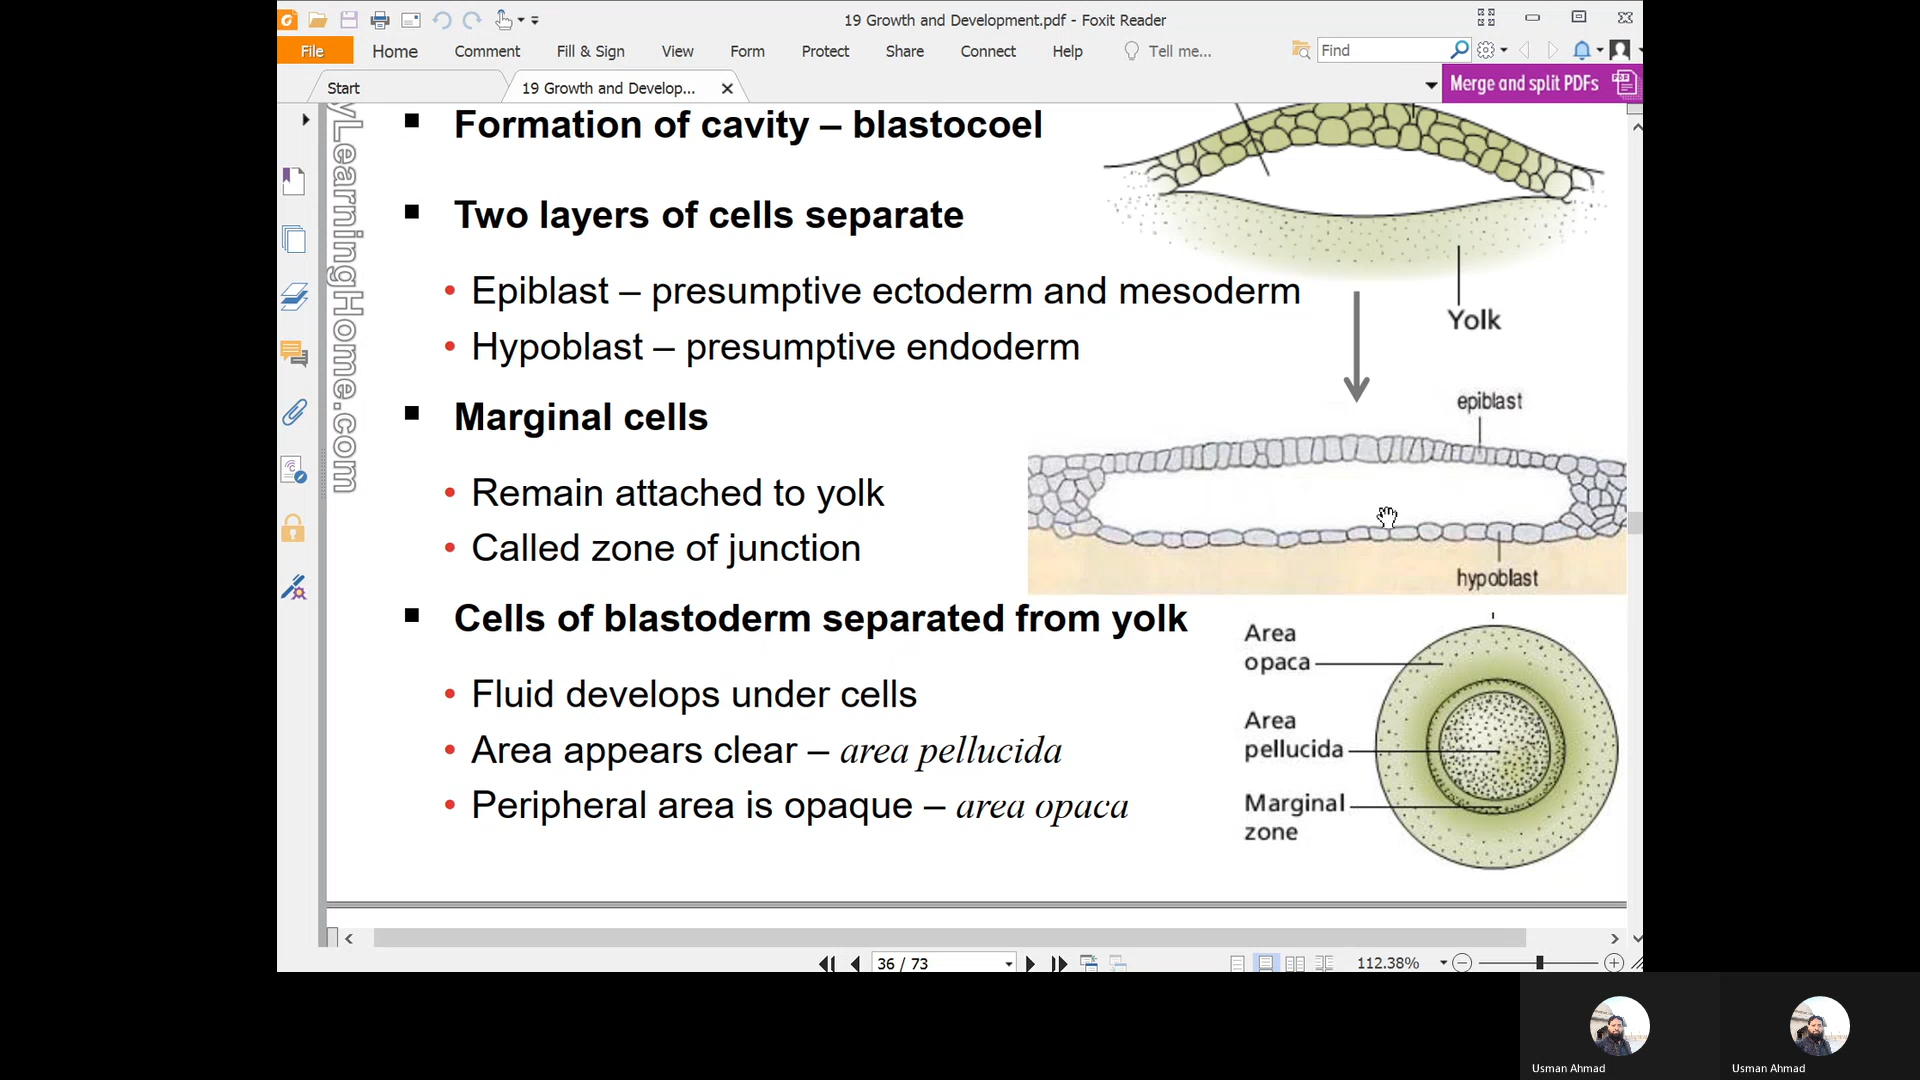 19 Growth and Development.pdf - Foxit Reader
File Home Comment Fill & Sign View Form Protect Share Connect Help Tell me... Find
Start 19 Growth and Develop... Merge and split PDFs
yLearningHome.com
▪ Formation of cavity – blastocoel
▪ Two layers of cells separate
• Epiblast – presumptive ectoderm and mesoderm
• Hypoblast – presumptive endoderm
▪ Marginal cells
• Remain attached to yolk
• Called zone of junction
▪ Cells of blastoderm separated from yolk
• Fluid develops under cells
• Area appears clear – area pellucida
• Peripheral area is opaque – area opaca
Yolk
epiblast
hypoblast
Area
opaca
Area
pellucida
Marginal
zone
36 / 73 112.38%
Usman Ahmad Usman Ahmad